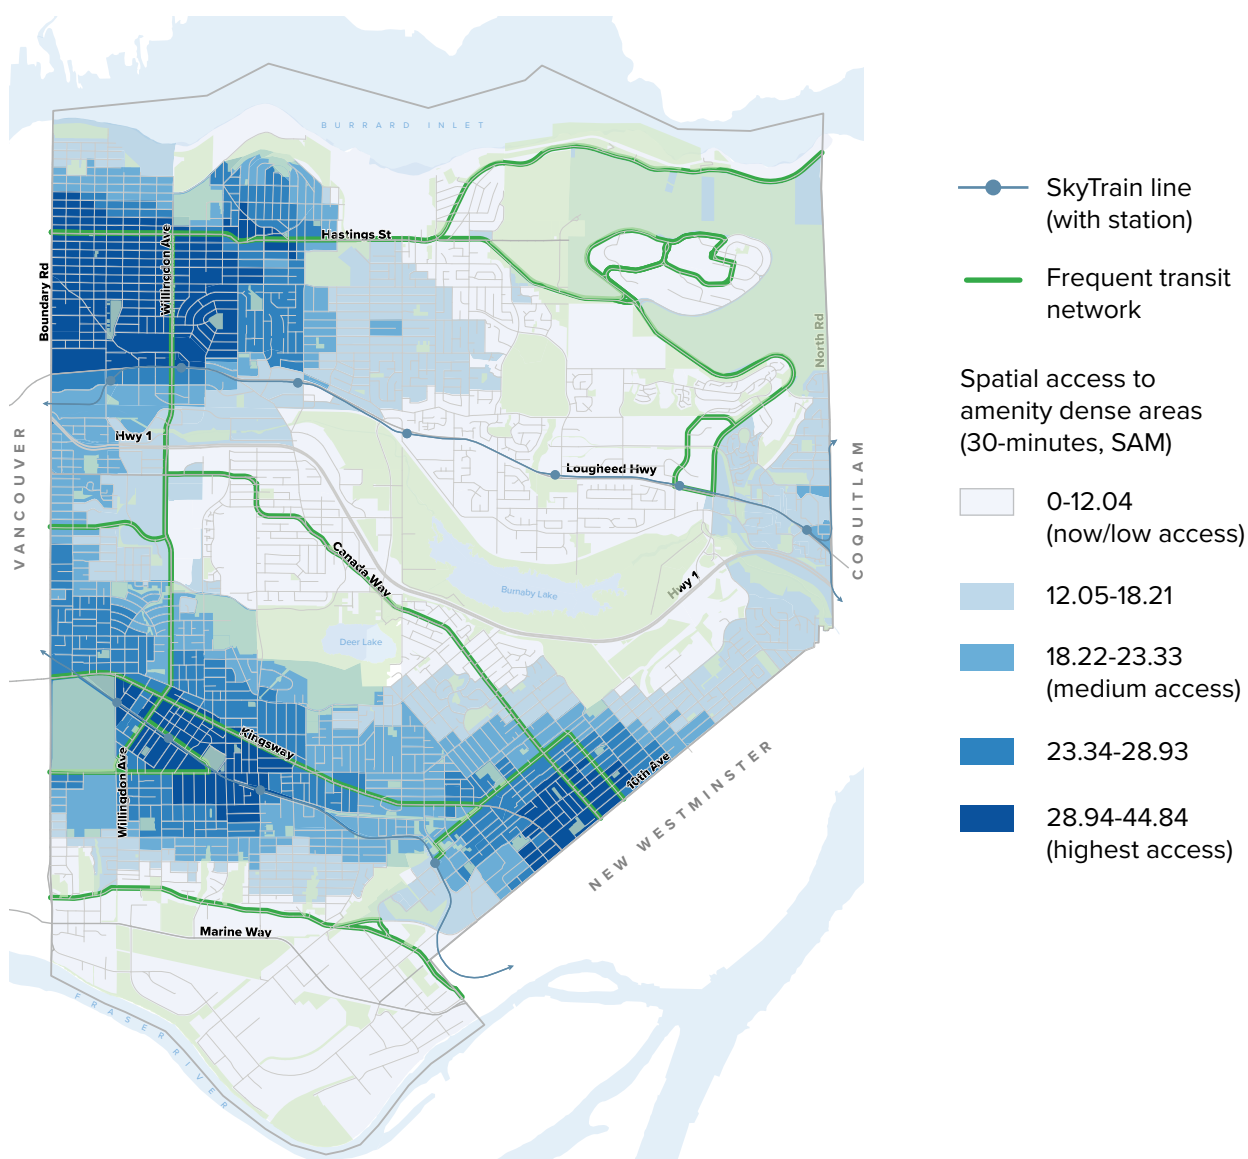 BURRARD INLET
Hastings St
Willingdon Ave
Boundary Rd
North Rd
Hwy 1
Lougheed Hwy
VANCOUVER
COQUITLAM
Canada Way
Burnaby Lake
Hwy 1
Deer Lake
Kingsway
Willingdon Ave
10th Ave
NEW WESTMINSTER
Marine Way
FRASER RIVER
SkyTrain line
(with station)
Frequent transit
network
Spatial access to
amenity dense areas
(30-minutes, SAM)
0-12.04
(now/low access)
12.05-18.21
18.22-23.33
(medium access)
23.34-28.93
28.94-44.84
(highest access)